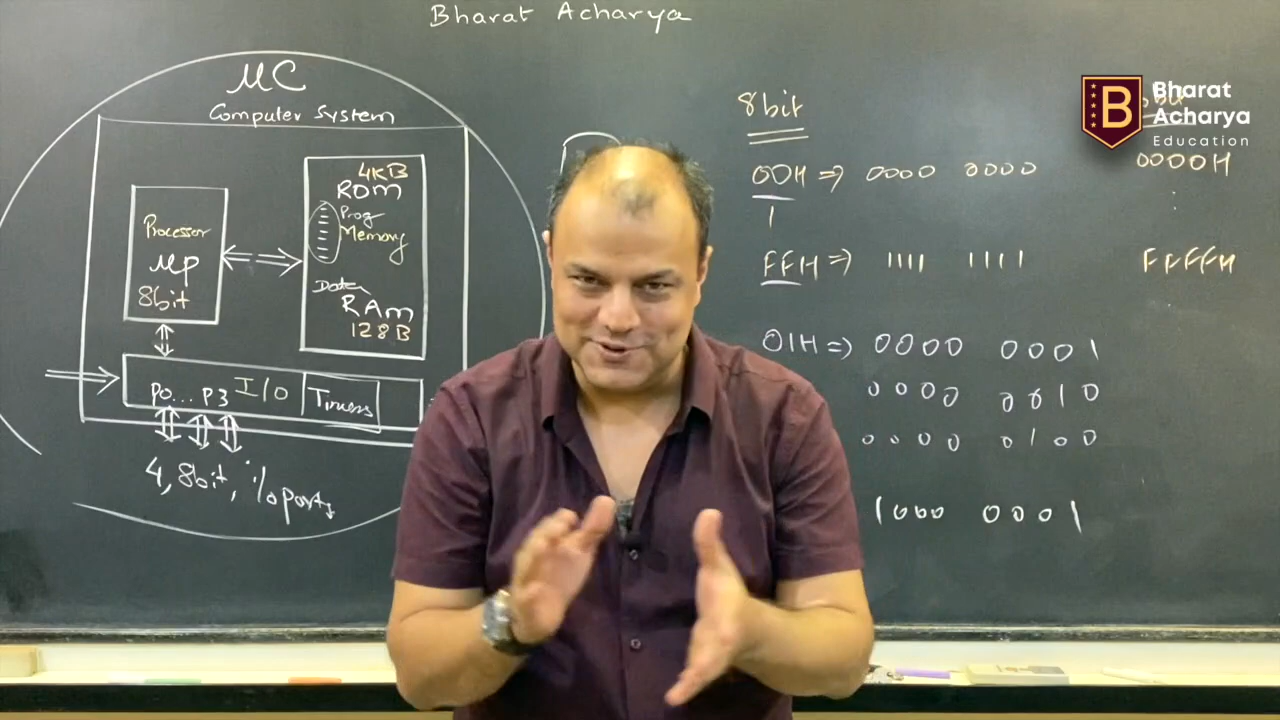 Bharat Acharya
μC
Computer System
Processor
μP
8bit
4KB
ROM
Prog
Memory
Data
RAM
128B
P0... P3 I/O
Timers
4, 8bit, i/o ports
8bit
00H => 0000 0000
FFH => 1111 1111
01H => 0000 0001
0000 0010
0000 0100
1000 0001
0000H
:
FFFFH
B
Bharat
Acharya
Education